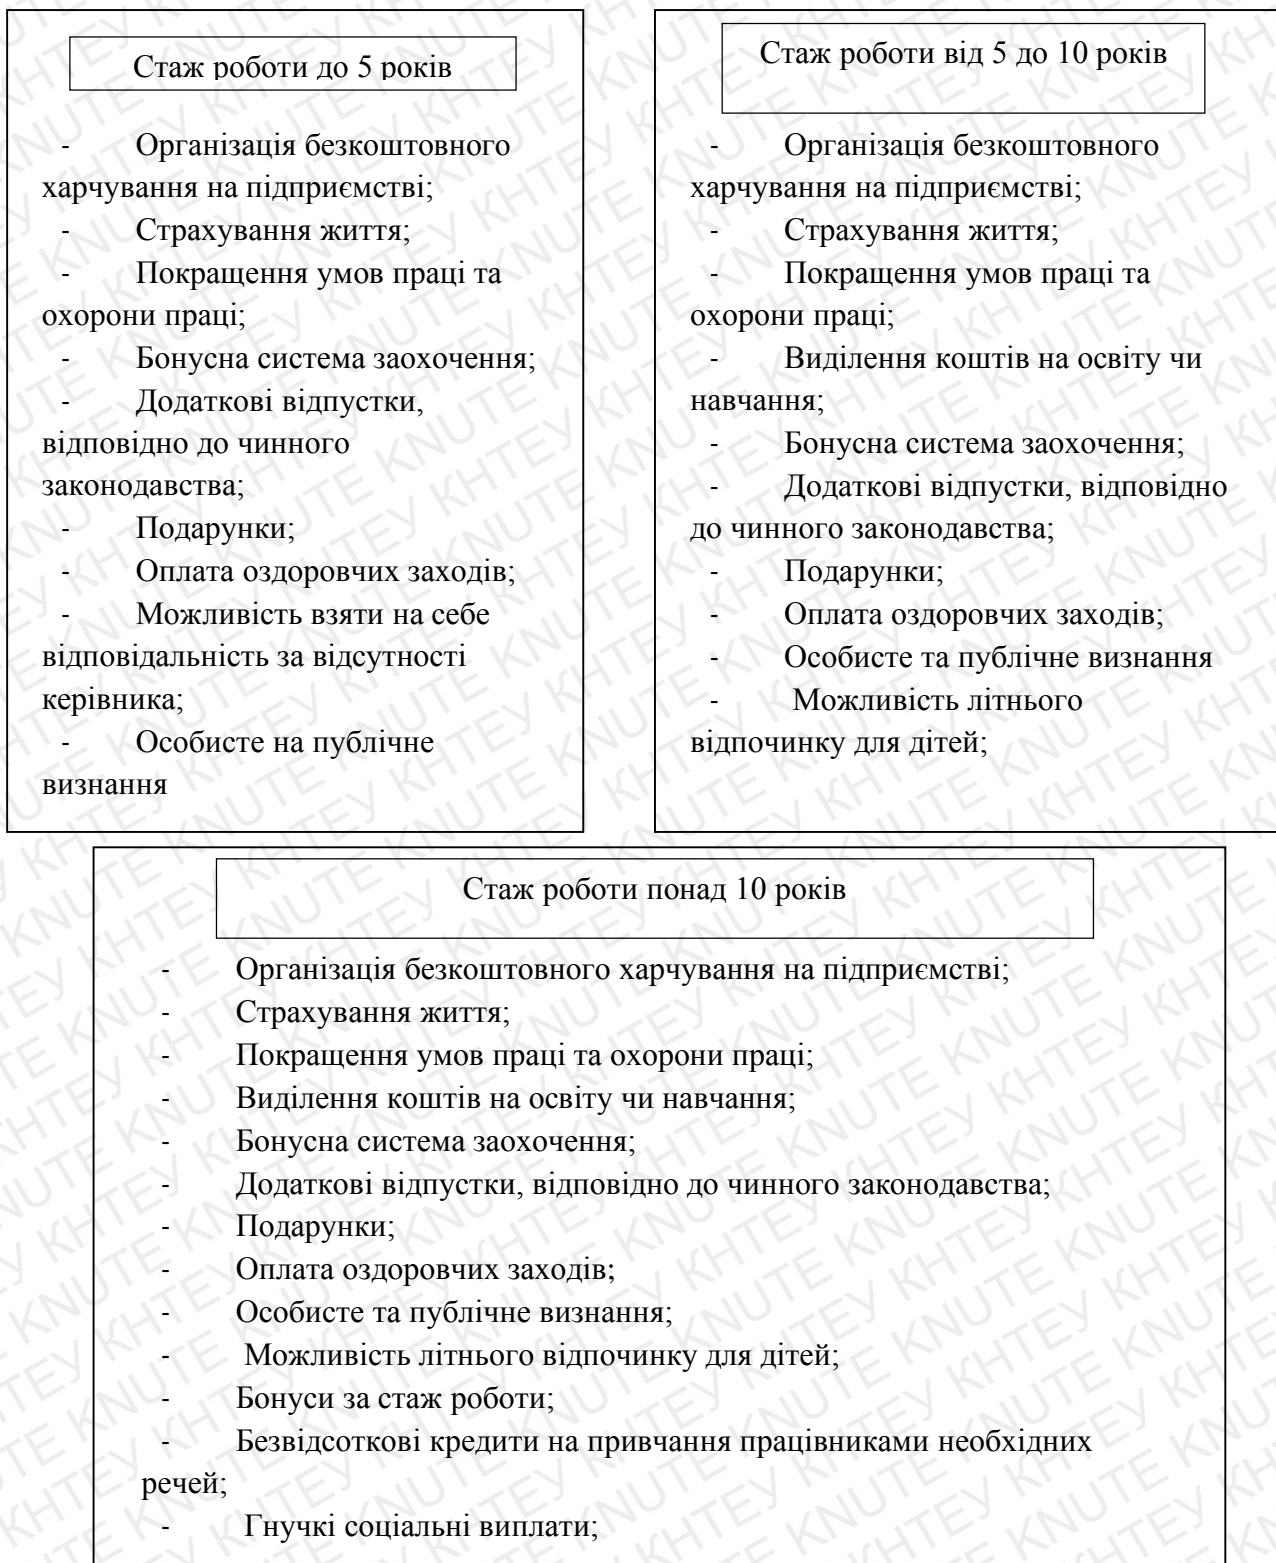 Стаж роботи до 5 років
- Організація безкоштовного
харчування на підприємстві;
- Страхування життя;
- Покращення умов праці та
охорони праці;
- Бонусна система заохочення;
- Додаткові відпустки,
відповідно до чинного
законодавства;
- Подарунки;
- Оплата оздоровчих заходів;
- Можливість взяти на себе
відповідальність за відсутності
керівника;
- Особисте на публічне
визнання
Стаж роботи від 5 до 10 років
- Організація безкоштовного
харчування на підприємстві;
- Страхування життя;
- Покращення умов праці та
охорони праці;
- Виділення коштів на освіту чи
навчання;
- Бонусна система заохочення;
- Додаткові відпустки, відповідно
до чинного законодавства;
- Подарунки;
- Оплата оздоровчих заходів;
- Особисте та публічне визнання
- Можливість літнього
відпочинку для дітей;
Стаж роботи понад 10 років
- Організація безкоштовного харчування на підприємстві;
- Страхування життя;
- Покращення умов праці та охорони праці;
- Виділення коштів на освіту чи навчання;
- Бонусна система заохочення;
- Додаткові відпустки, відповідно до чинного законодавства;
- Подарунки;
- Оплата оздоровчих заходів;
- Особисте та публічне визнання;
- Можливість літнього відпочинку для дітей;
- Бонуси за стаж роботи;
- Безвідсоткові кредити на привчання працівниками необхідних
речей;
- Гнучкі соціальні виплати;